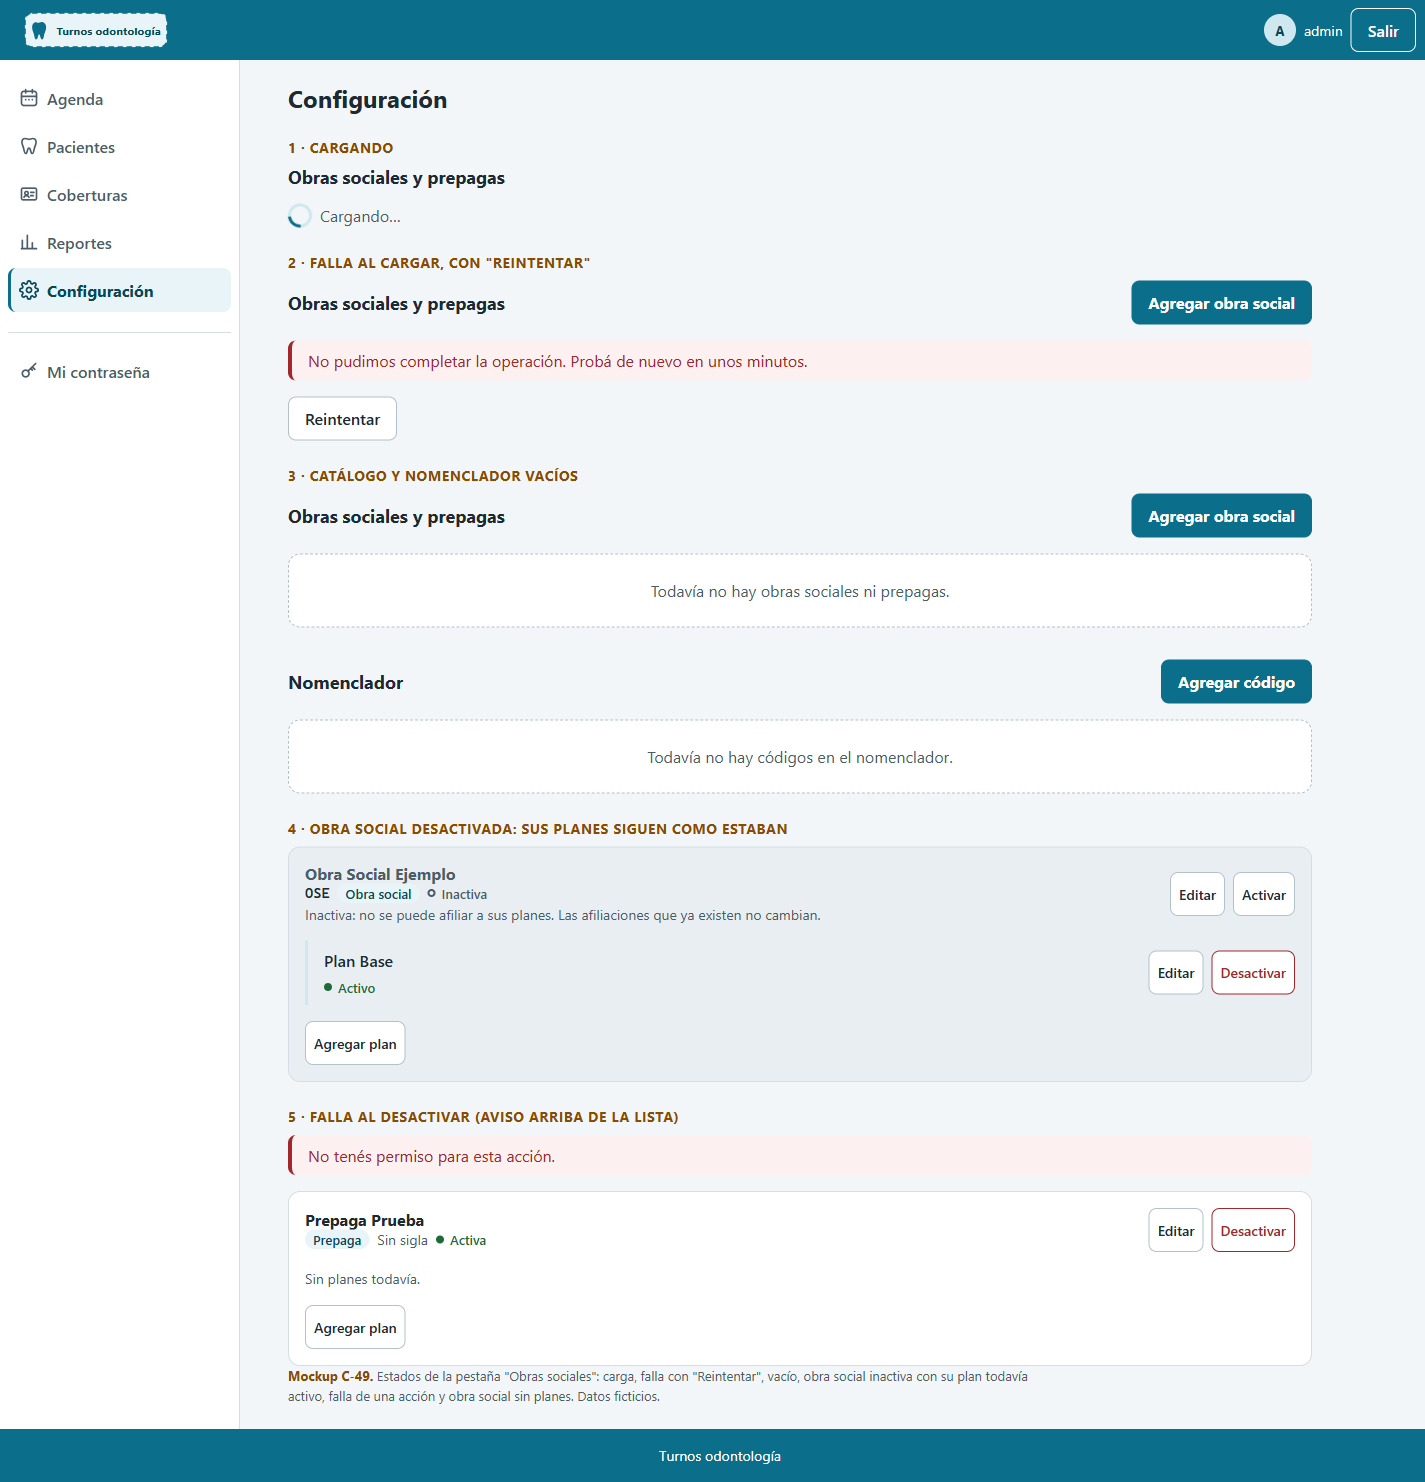 Turnos odontología
A
admin
Salir
Agenda
Pacientes
Coberturas
Reportes
Configuración
Mi contraseña
Configuración
1 · CARGANDO
Obras sociales y prepagas
Cargando...
2 · FALLA AL CARGAR, CON "REINTENTAR"
Obras sociales y prepagas
Agregar obra social
No pudimos completar la operación. Probá de nuevo en unos minutos.
Reintentar
3 · CATÁLOGO Y NOMENCLADOR VACÍOS
Obras sociales y prepagas
Agregar obra social
Todavía no hay obras sociales ni prepagas.
Nomenclador
Agregar código
Todavía no hay códigos en el nomenclador.
4 · OBRA SOCIAL DESACTIVADA: SUS PLANES SIGUEN COMO ESTABAN
Obra Social Ejemplo
OSE Obra social Inactiva
Editar
Activar
Inactiva: no se puede afiliar a sus planes. Las afiliaciones que ya existen no cambian.
Plan Base
Activo
Editar
Desactivar
Agregar plan
5 · FALLA AL DESACTIVAR (AVISO ARRIBA DE LA LISTA)
No tenés permiso para esta acción.
Prepaga Prueba
Prepaga Sin sigla Activa
Editar
Desactivar
Sin planes todavía.
Agregar plan
Mockup C-49. Estados de la pestaña "Obras sociales": carga, falla con "Reintentar", vacío, obra social inactiva con su plan todavía
activo, falla de una acción y obra social sin planes. Datos ficticios.
Turnos odontología